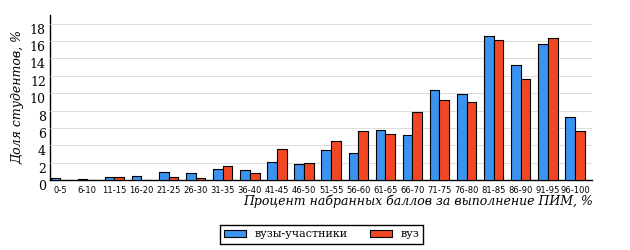 Доля студентов, %
18
16
14
12
10
8
6
4
2
0
0-5 6-10 11-15 16-20 21-25 26-30 31-35 36-40 41-45 46-50 51-55 56-60 61-65 66-70 71-75 76-80 81-85 86-90 91-95 96-100
Процент набранных баллов за выполнение ПИМ, %
вузы-участники вуз